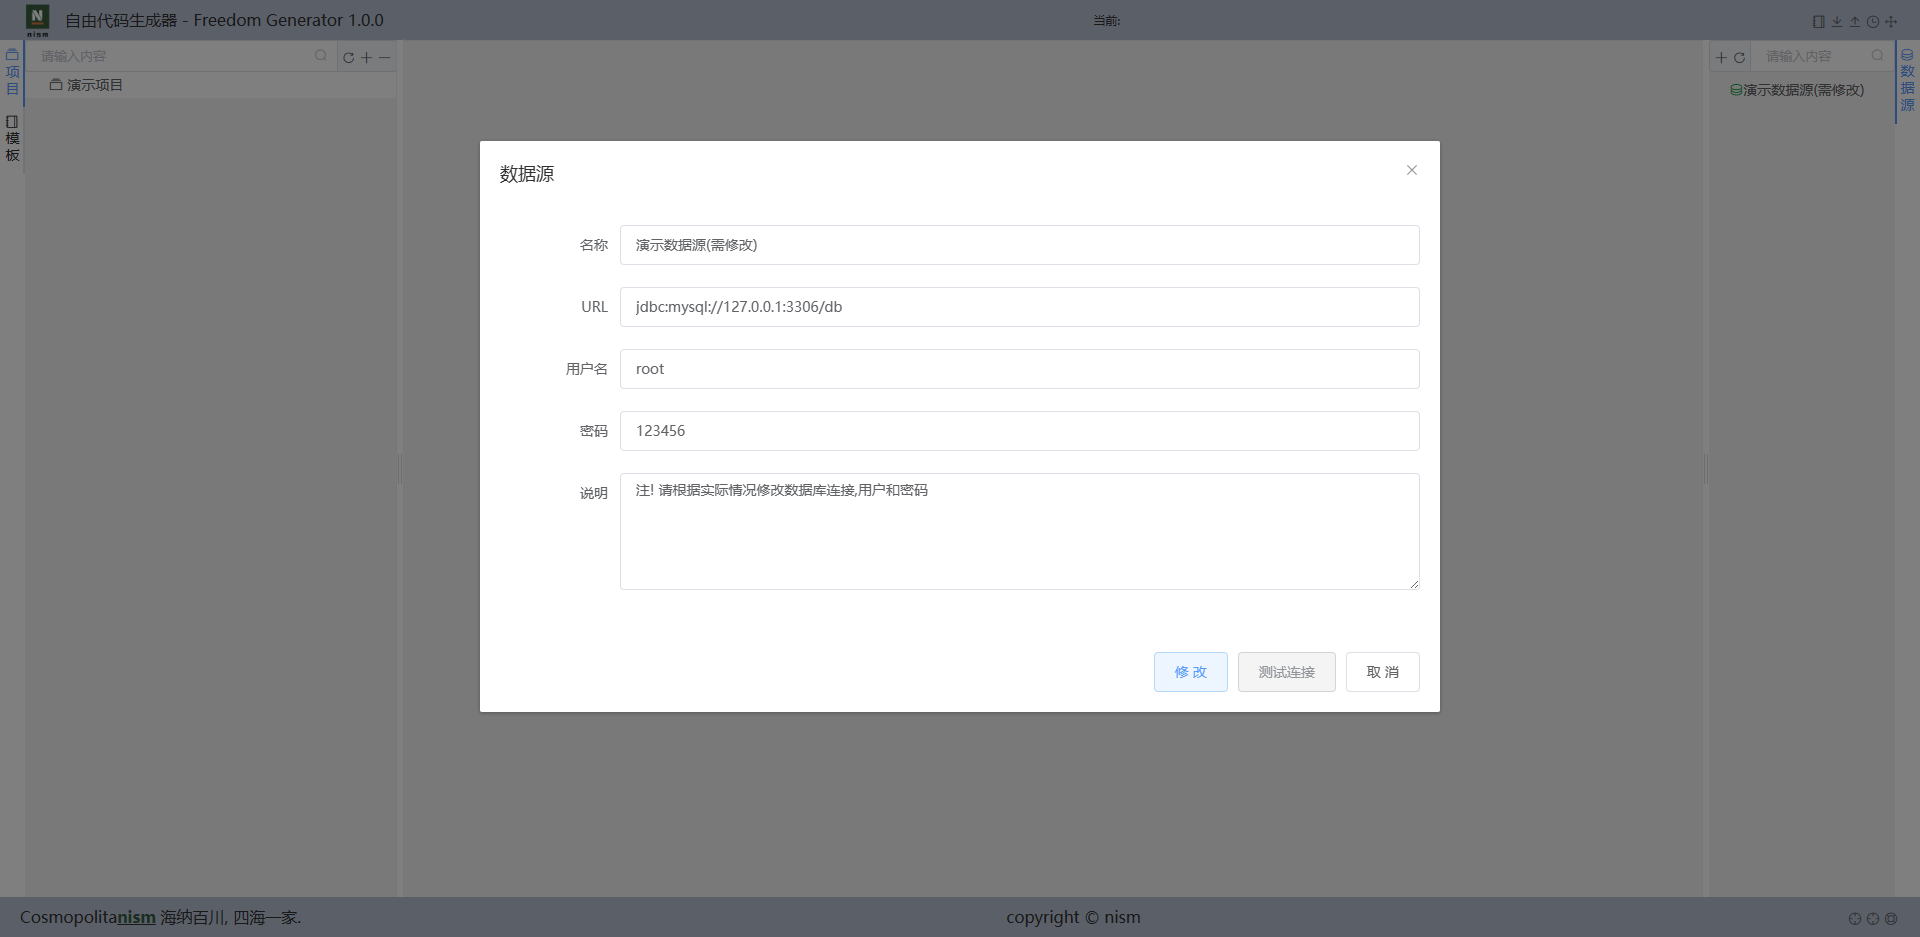 N
nism
自由代码生成器 - Freedom Generator 1.0.0
当前:
项目
模板
请输入内容
演示项目
请输入内容
演示数据源(需修改)
数据源
数据源
名称
演示数据源(需修改)
URL
jdbc:mysql://127.0.0.1:3306/db
用户名
root
密码
123456
说明
注! 请根据实际情况修改数据库连接,用户和密码
修 改
测试连接
取 消
Cosmopolitanism 海纳百川, 四海一家.
copyright © nism